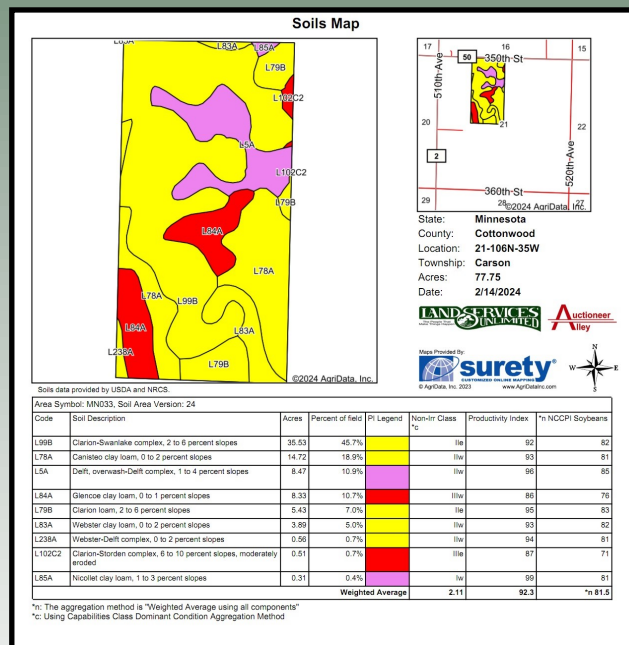 Soils Map
L83A
L85A
L79B
L102C2
L5A
L102C2
L79B
L84A
L78A
L78A
L99B
L84A
L83A
L238A
L79B
©2024 AgriData, Inc.
Soils data provided by USDA and NRCS.
17
16
15
50
350th St
510th Ave
20
21
22
2
520th Ave
360th St
29
28
27
©2024 AgriData, Inc.
State: Minnesota
County: Cottonwood
Location: 21-106N-35W
Township: Carson
Acres: 77.75
Date: 2/14/2024
LAND SERVICES
UNLIMITED
Auctioneer
Alley
Maps Provided By:
surety®
CUSTOMIZED ONLINE MAPPING
© AgriData, Inc. 2023 www.AgriDataInc.com
N
W E
S
Area Symbol: MN033, Soil Area Version: 24
Code Soil Description Acres Percent of field PI Legend Non-Irr Class *c Productivity Index *n NCCPI Soybeans
L99B Clarion-Swanlake complex, 2 to 6 percent slopes 35.53 45.7% IIe 92 82
L78A Canisteo clay loam, 0 to 2 percent slopes 14.72 18.9% IIw 93 81
L5A Delft, overwash-Delft complex, 1 to 4 percent slopes 8.47 10.9% IIw 96 85
L84A Glencoe clay loam, 0 to 1 percent slopes 8.33 10.7% IIIw 86 76
L79B Clarion loam, 2 to 6 percent slopes 5.43 7.0% IIe 95 83
L83A Webster clay loam, 0 to 2 percent slopes 3.89 5.0% IIw 93 82
L238A Webster-Delft complex, 0 to 2 percent slopes 0.56 0.7% IIw 94 81
L102C2 Clarion-Storden complex, 6 to 10 percent slopes, moderately eroded 0.51 0.7% IIIe 87 71
L85A Nicollet clay loam, 1 to 3 percent slopes 0.31 0.4% Iw 99 81
Weighted Average 2.11 92.3 *n 81.5
*n: The aggregation method is "Weighted Average using all components"
*c: Using Capabilities Class Dominant Condition Aggregation Method